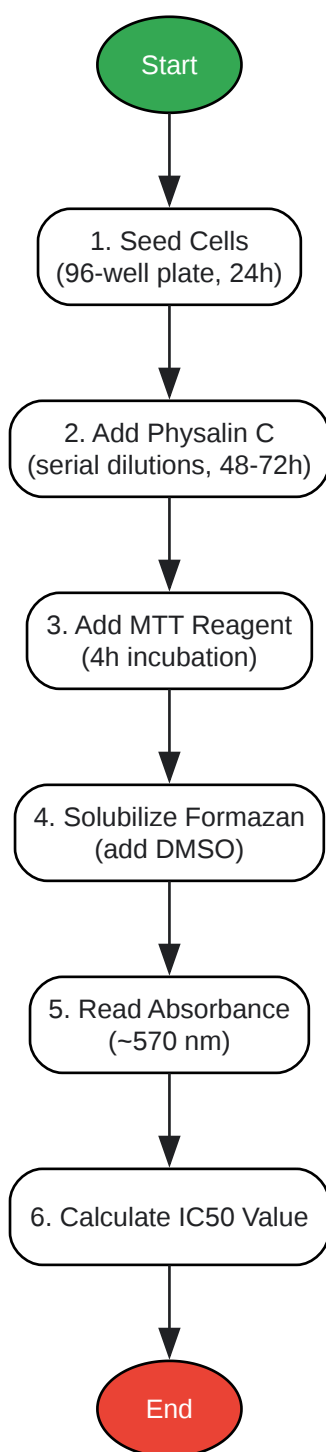 Start
1. Seed Cells
(96-well plate, 24h)
2. Add Physalin C
(serial dilutions, 48-72h)
3. Add MTT Reagent
(4h incubation)
4. Solubilize Formazan
(add DMSO)
5. Read Absorbance
(~570 nm)
6. Calculate IC50 Value
End